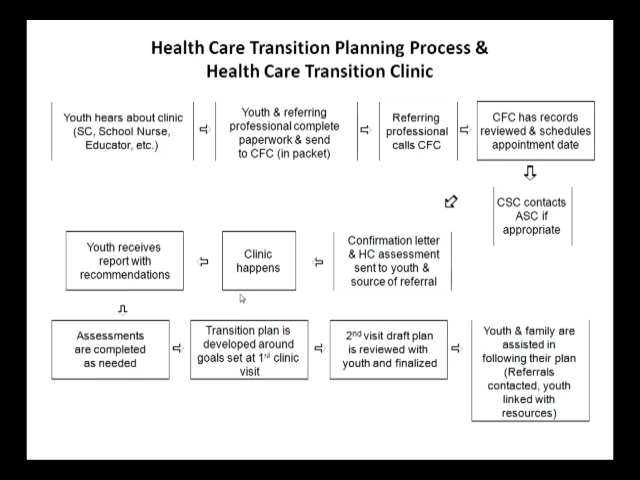 Health Care Transition Planning Process &
Health Care Transition Clinic
Youth hears about clinic
(SC, School Nurse,
Educator, etc.)
Youth & referring
professional complete
paperwork & send
to CFC (in packet)
Referring
professional
calls CFC
CFC has records
reviewed & schedules
appointment date
CSC contacts
ASC if
appropriate
Confirmation letter
& HC assessment
sent to youth &
source of referral
Clinic
happens
Youth receives
report with
recommendations
Assessments
are completed
as needed
Transition plan is
developed around
goals set at 1rd clinic
visit
2nd visit draft plan
is reviewed with
youth and finalized
Youth & family are
assisted in
following their plan
(Referrals
contacted, youth
linked with
resources)